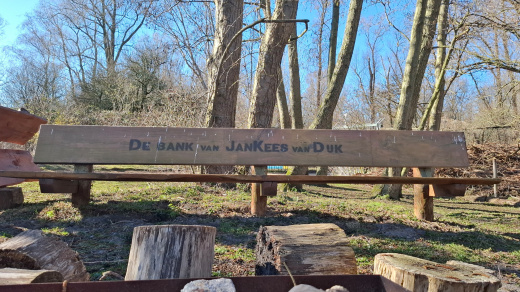 De bank van JanKees van Dijk